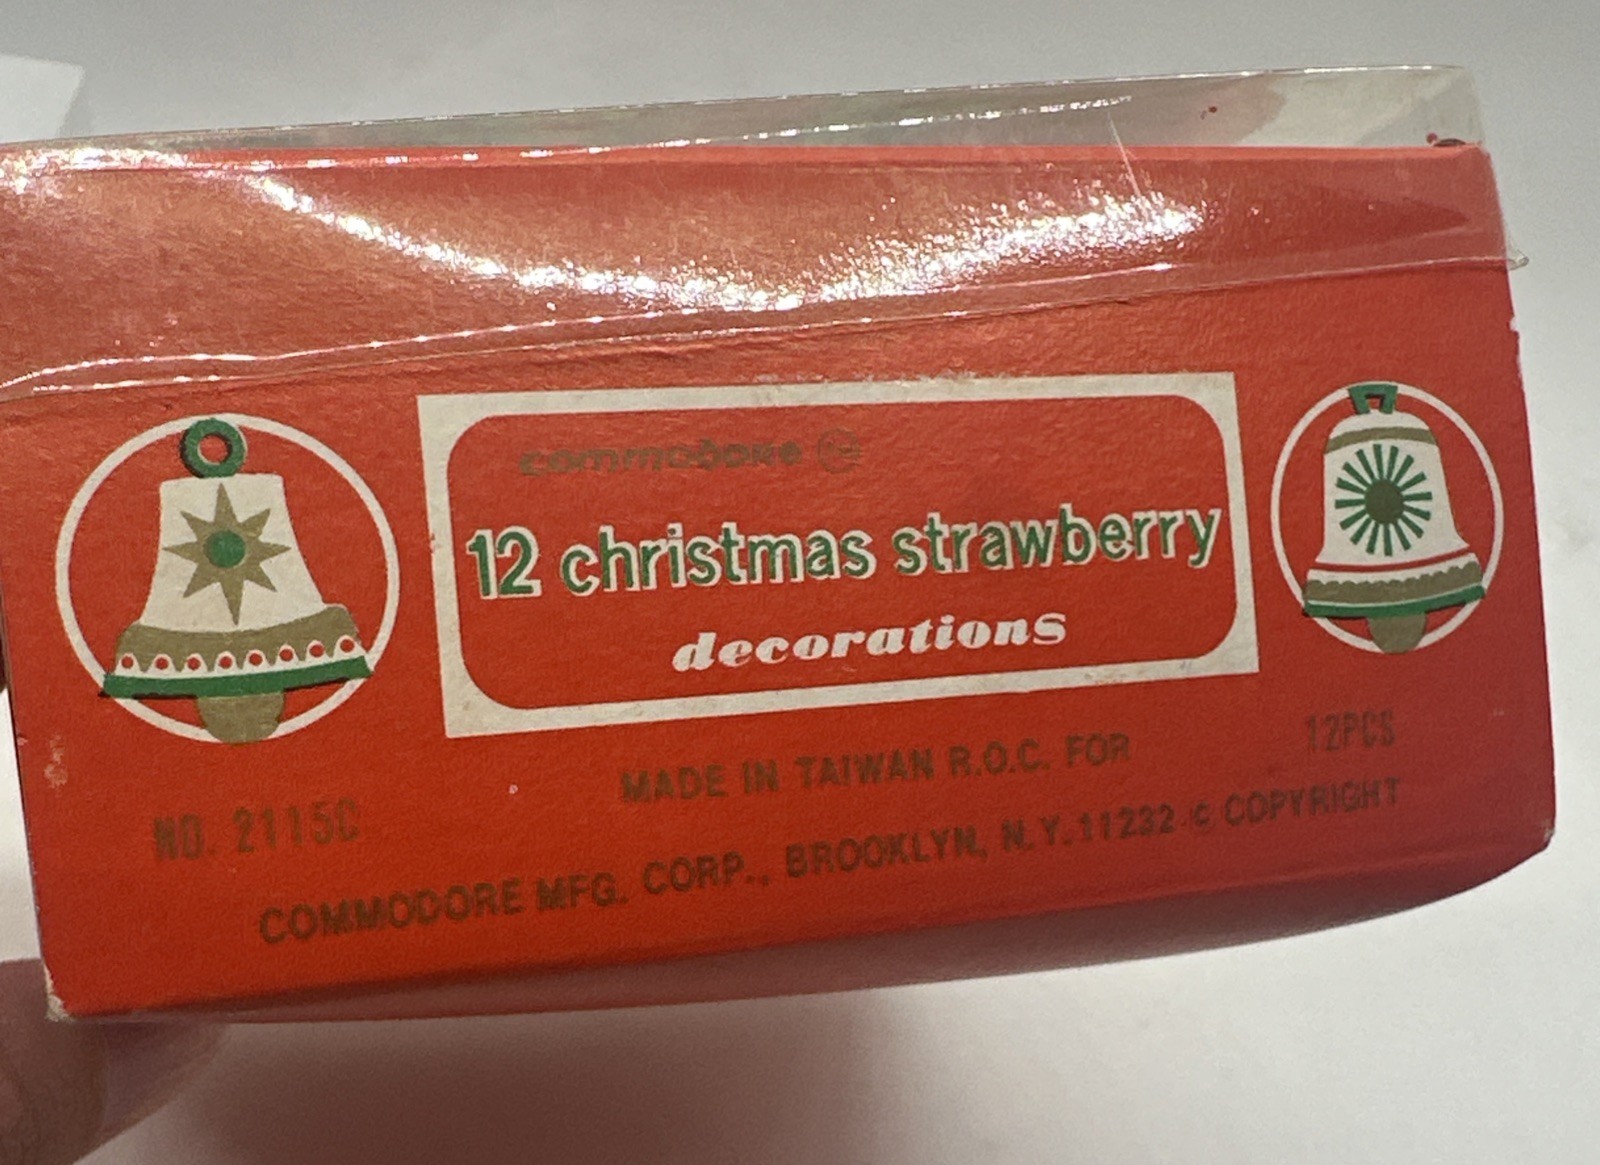 commodore
12 christmas strawberry
decorations
12PCS
MADE IN TAIWAN R.O.C. FOR
NO. 2115C
COMMODORE MFG. CORP., BROOKLYN, N.Y. 11232 © COPYRIGHT